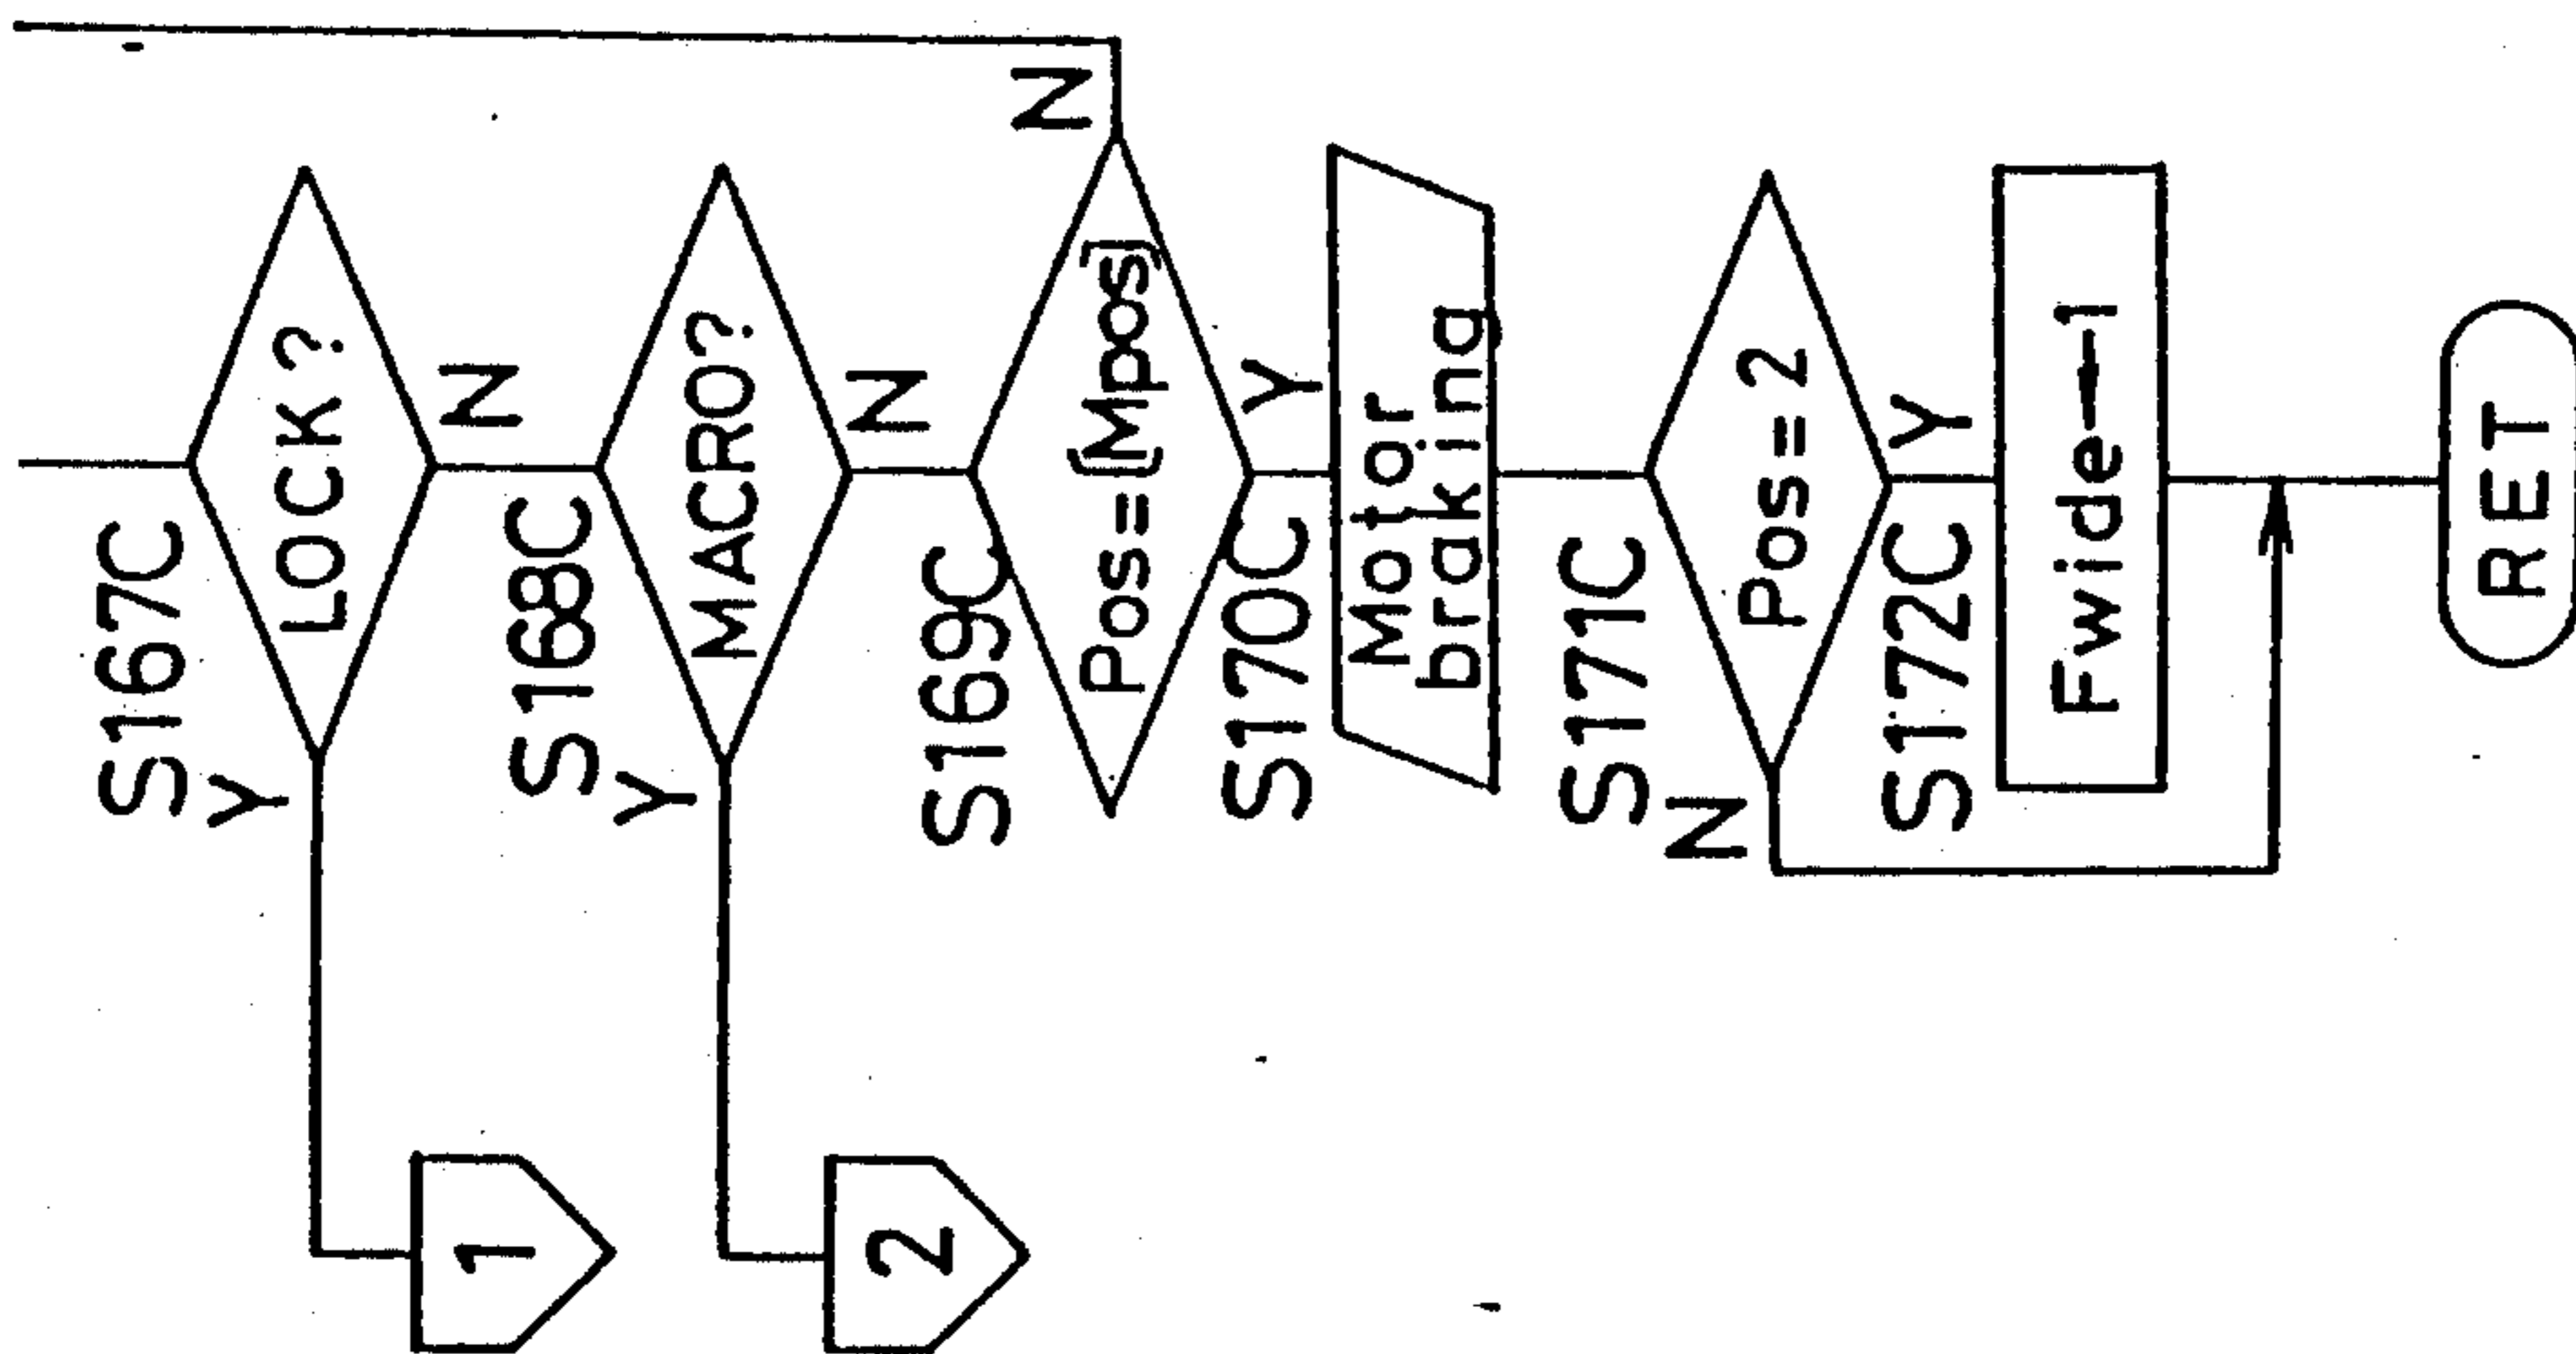 S167C
LOCK?
Y
N
1
S168C
MACRO?
Y
N
2
S169C
Pos=(Mpos)
N
Y
S170C
Motor
braking
S171C
Pos=2
N
Y
S172C
Fwide←1
RET